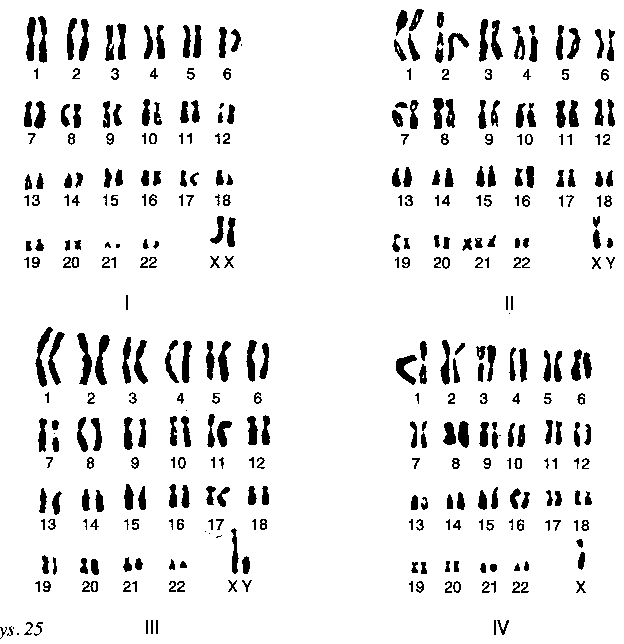 1 2 3 4 5 6
7 8 9 10 11 12
13 14 15 16 17 18
19 20 21 22 X X
I
1 2 3 4 5 6
7 8 9 10 11 12
13 14 15 16 17 18
19 20 21 22 X Y
II
1 2 3 4 5 6
7 8 9 10 11 12
13 14 15 16 17 18
19 20 21 22 X Y
III
1 2 3 4 5 6
7 8 9 10 11 12
13 14 15 16 17 18
19 20 21 22 X
IV
ys. 25